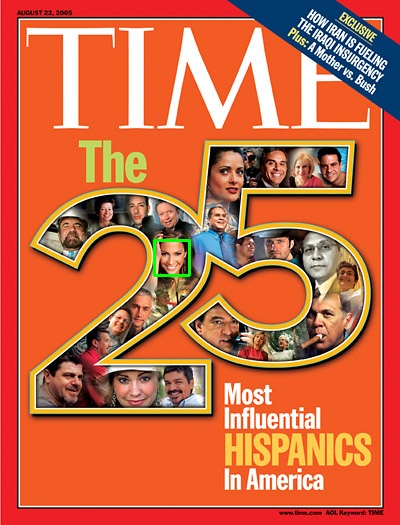 AUGUST 22, 2005
EXCLUSIVE
HOW IRAN IS FUELING
THE IRAQI INSURGENCY
Plus: A Mother vs. Bush
TIME
The
25
Most
Influential
HISPANICS
In America
www.time.com AOL Keyword: TIME